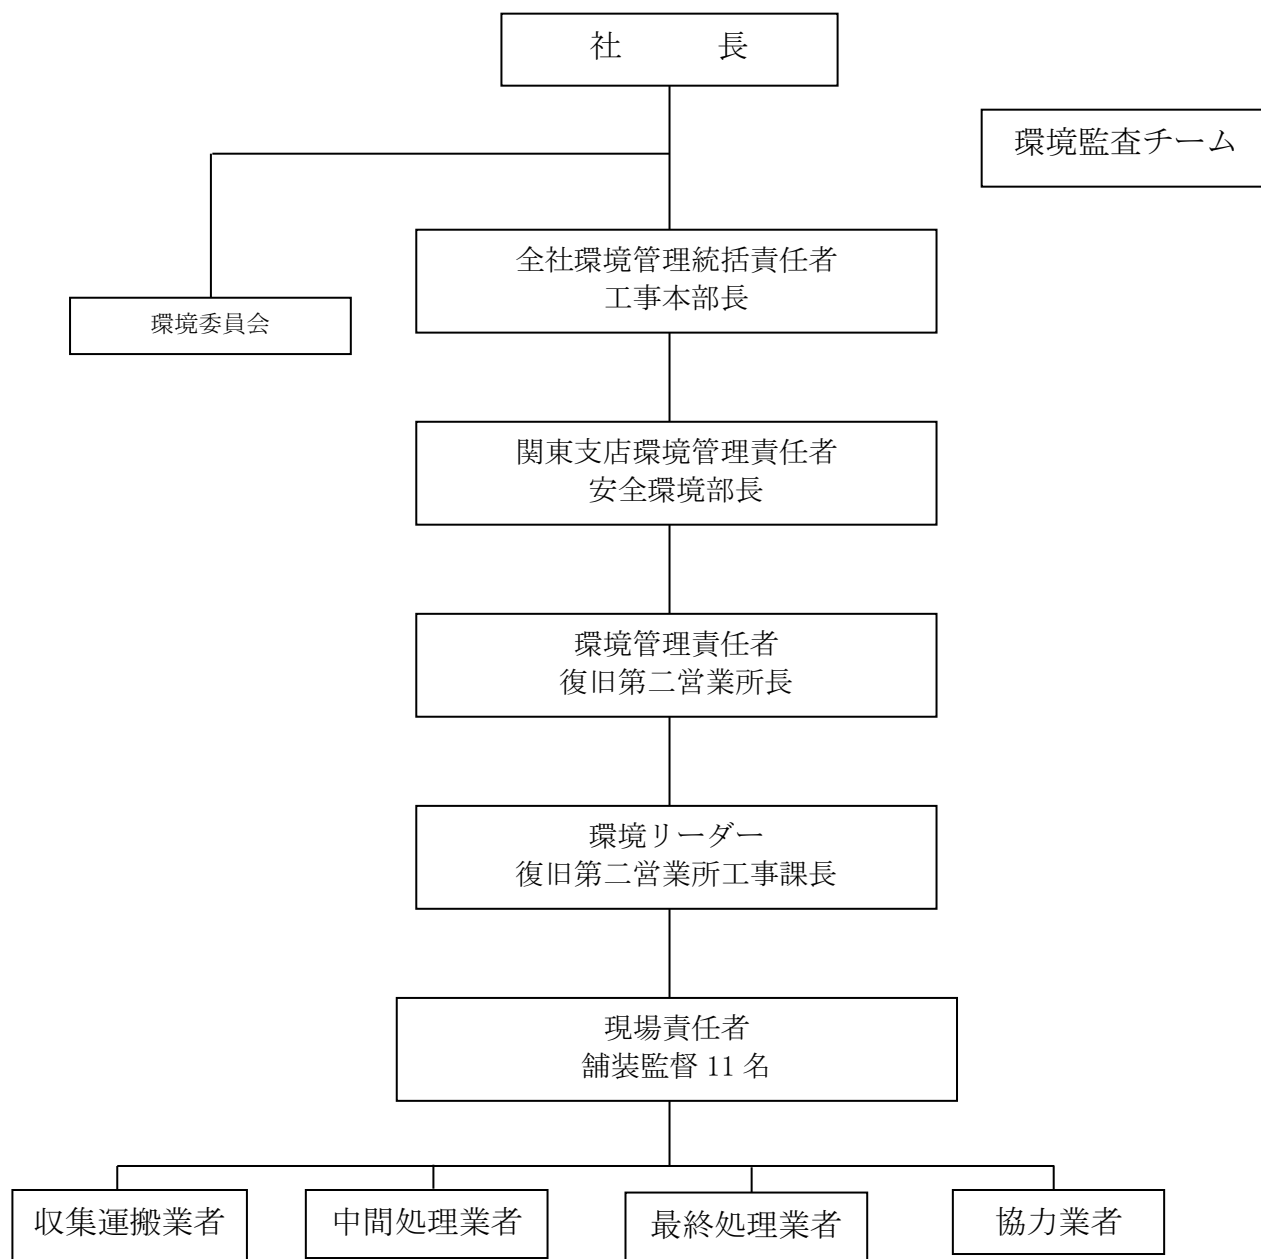 社　　　長
環境監査チーム
全社環境管理統括責任者
工事本部長
環境委員会
関東支店環境管理責任者
安全環境部長
環境管理責任者
復旧第二営業所長
環境リーダー
復旧第二営業所工事課長
現場責任者
舗装監督 11 名
収集運搬業者
中間処理業者
最終処理業者
協力業者